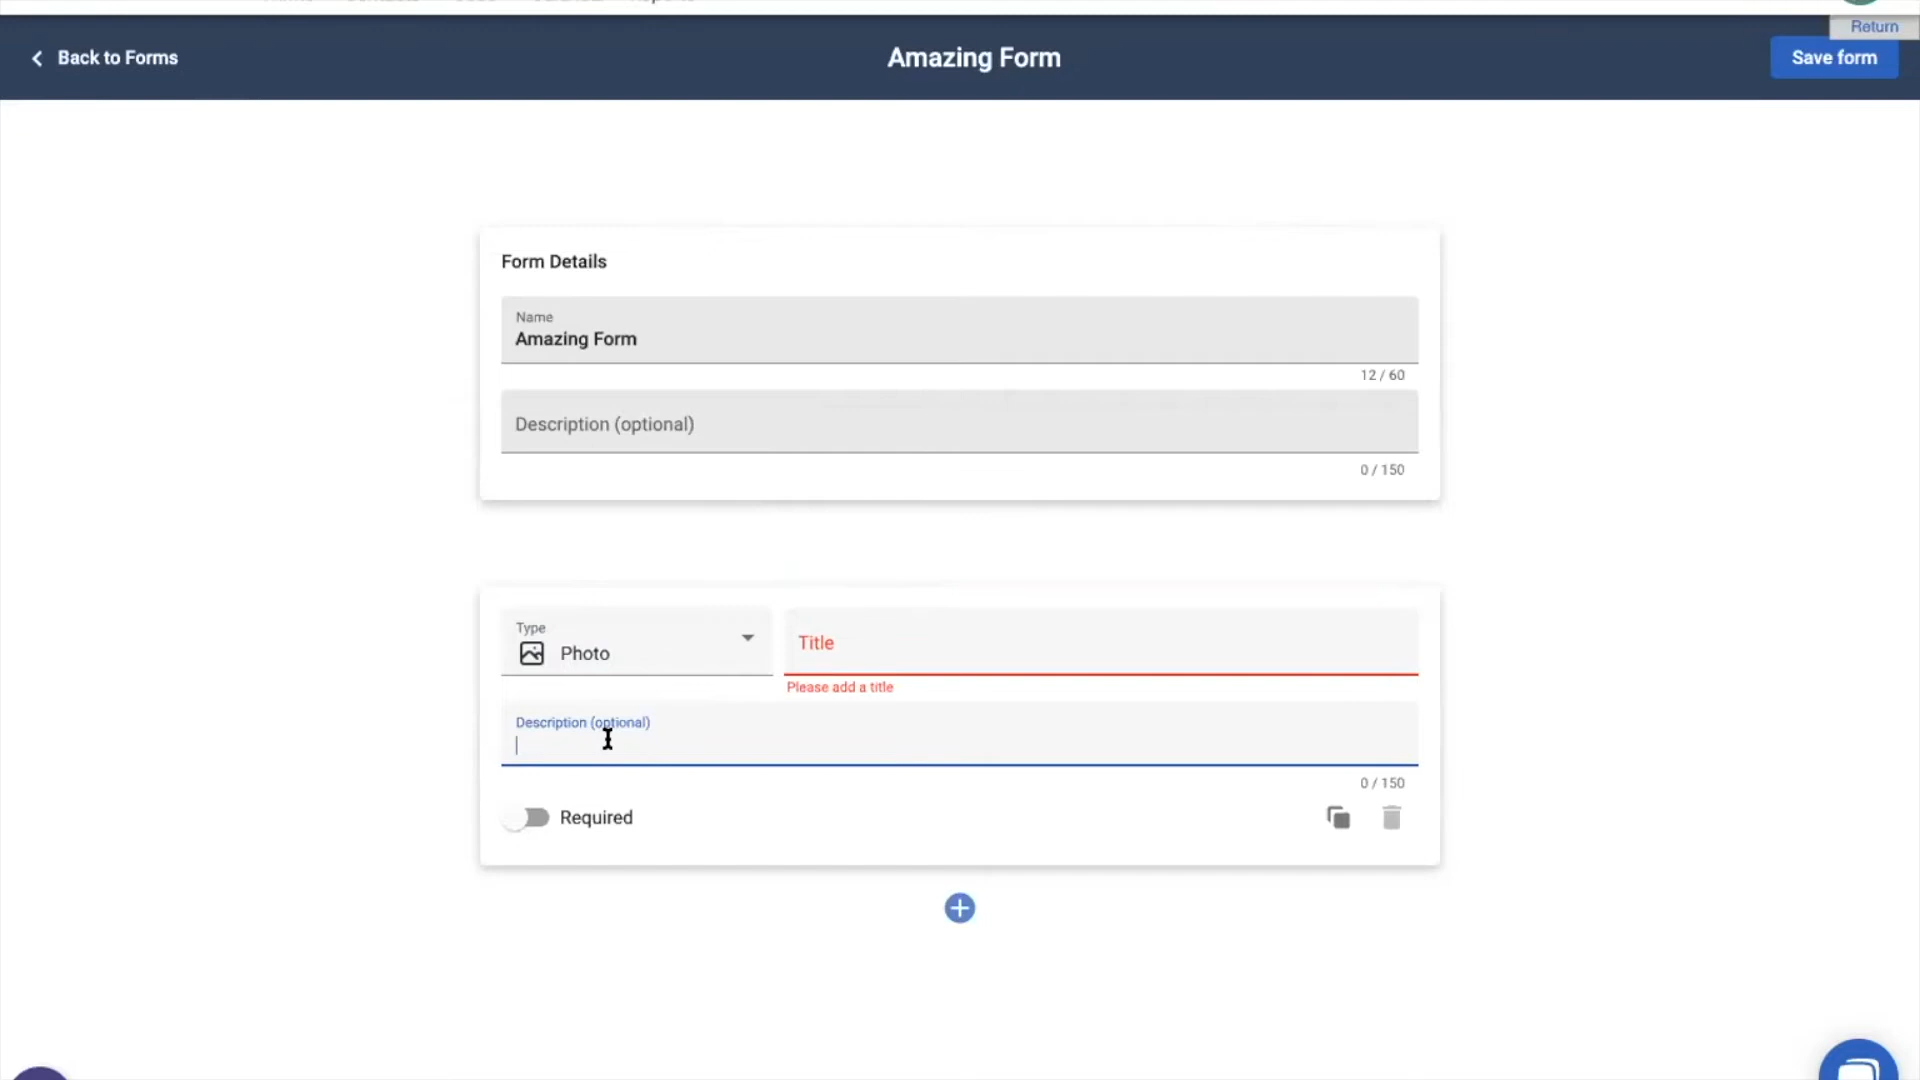 Return
Back to Forms
Amazing Form
Save form
Form Details
Name
Amazing Form
12 / 60
Description (optional)
0 / 150
Type
Photo
Title
Please add a title
Description (optional)
0 / 150
Required